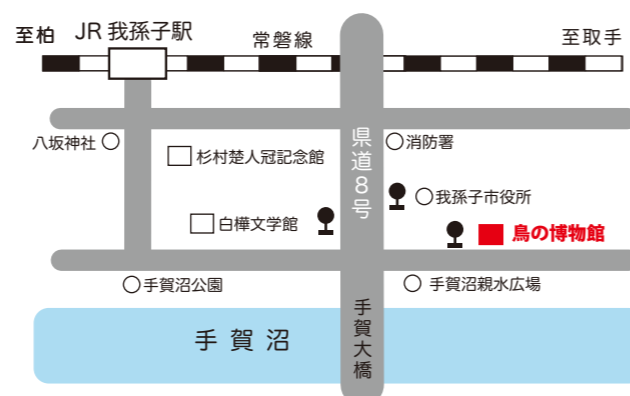 至柏
JR 我孫子駅
常磐線
至取手
八坂神社
杉村楚人冠記念館
県道8号
消防署
我孫子市役所
白樺文学館
鳥の博物館
手賀沼公園
手賀沼親水広場
手賀沼
手賀大橋